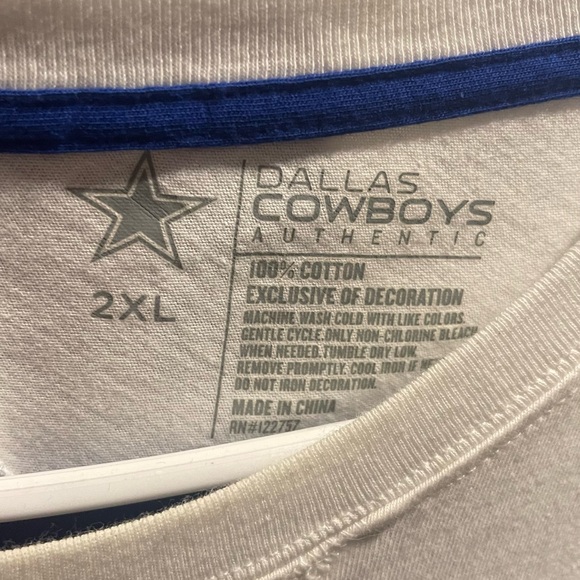 2XL
DALLAS
COWBOYS
AUTHENTIC
100% COTTON
EXCLUSIVE OF DECORATION
MACHINE WASH COLD WITH LIKE COLORS.
GENTLE CYCLE.ONLY NON-CHLORINE BLEACH
WHEN NEEDED.TUMBLE DRY LOW.
REMOVE PROMPTLY. COOL IRON IF
DO NOT IRON DECORATION.
MADE IN CHINA
RN#122757